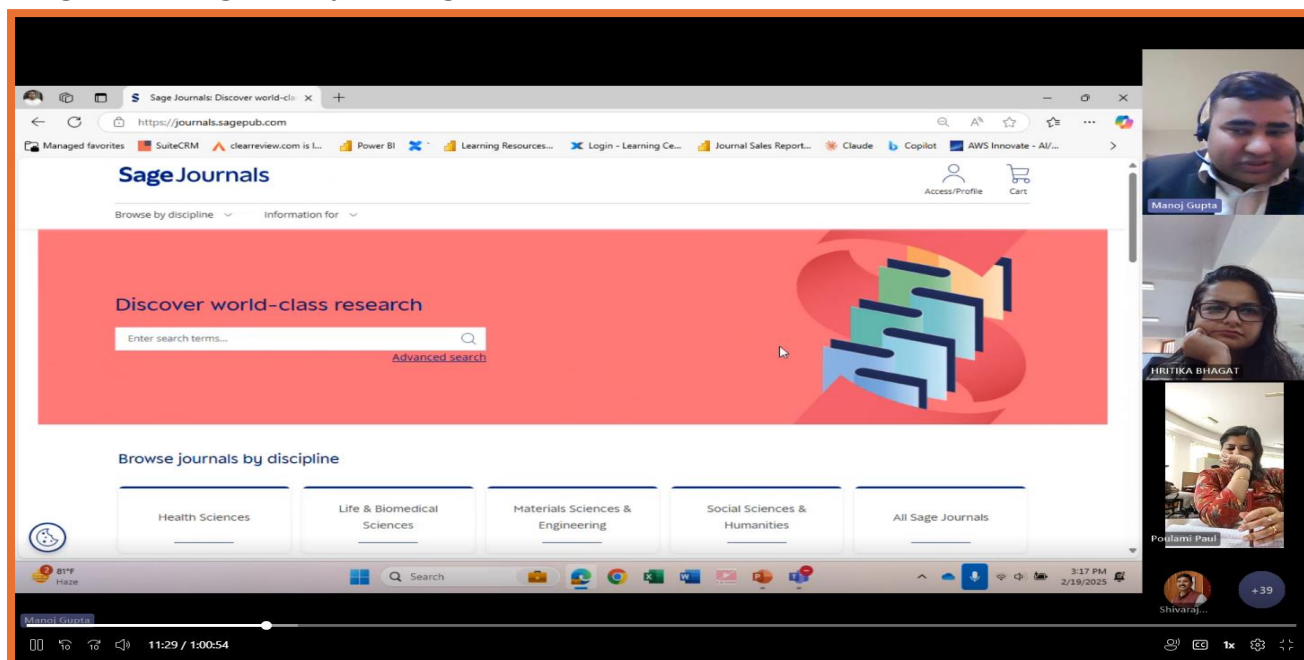 Sage Journals: Discover world-cla
https://journals.sagepub.com
Managed favorites SuiteCRM clearreview.com is l... Power BI Learning Resources... Login - Learning Ce... Journal Sales Report... Claude Copilot AWS Innovate - AI/...
Sage Journals
Access/Profile Cart
Browse by discipline Information for
Manoj Gupta
Discover world-class research
Enter search terms...
Advanced search
HRITIKA BHAGAT
Browse journals by discipline
Health Sciences
Life & Biomedical
Sciences
Materials Sciences &
Engineering
Social Sciences &
Humanities
All Sage Journals
Poulami Paul
2
81°F
Haze
Search
3:17 PM
2/19/2025
+39
Shivaraj...
Manoj Gupta
10 10 11:29 / 1:00:54 CC 1x